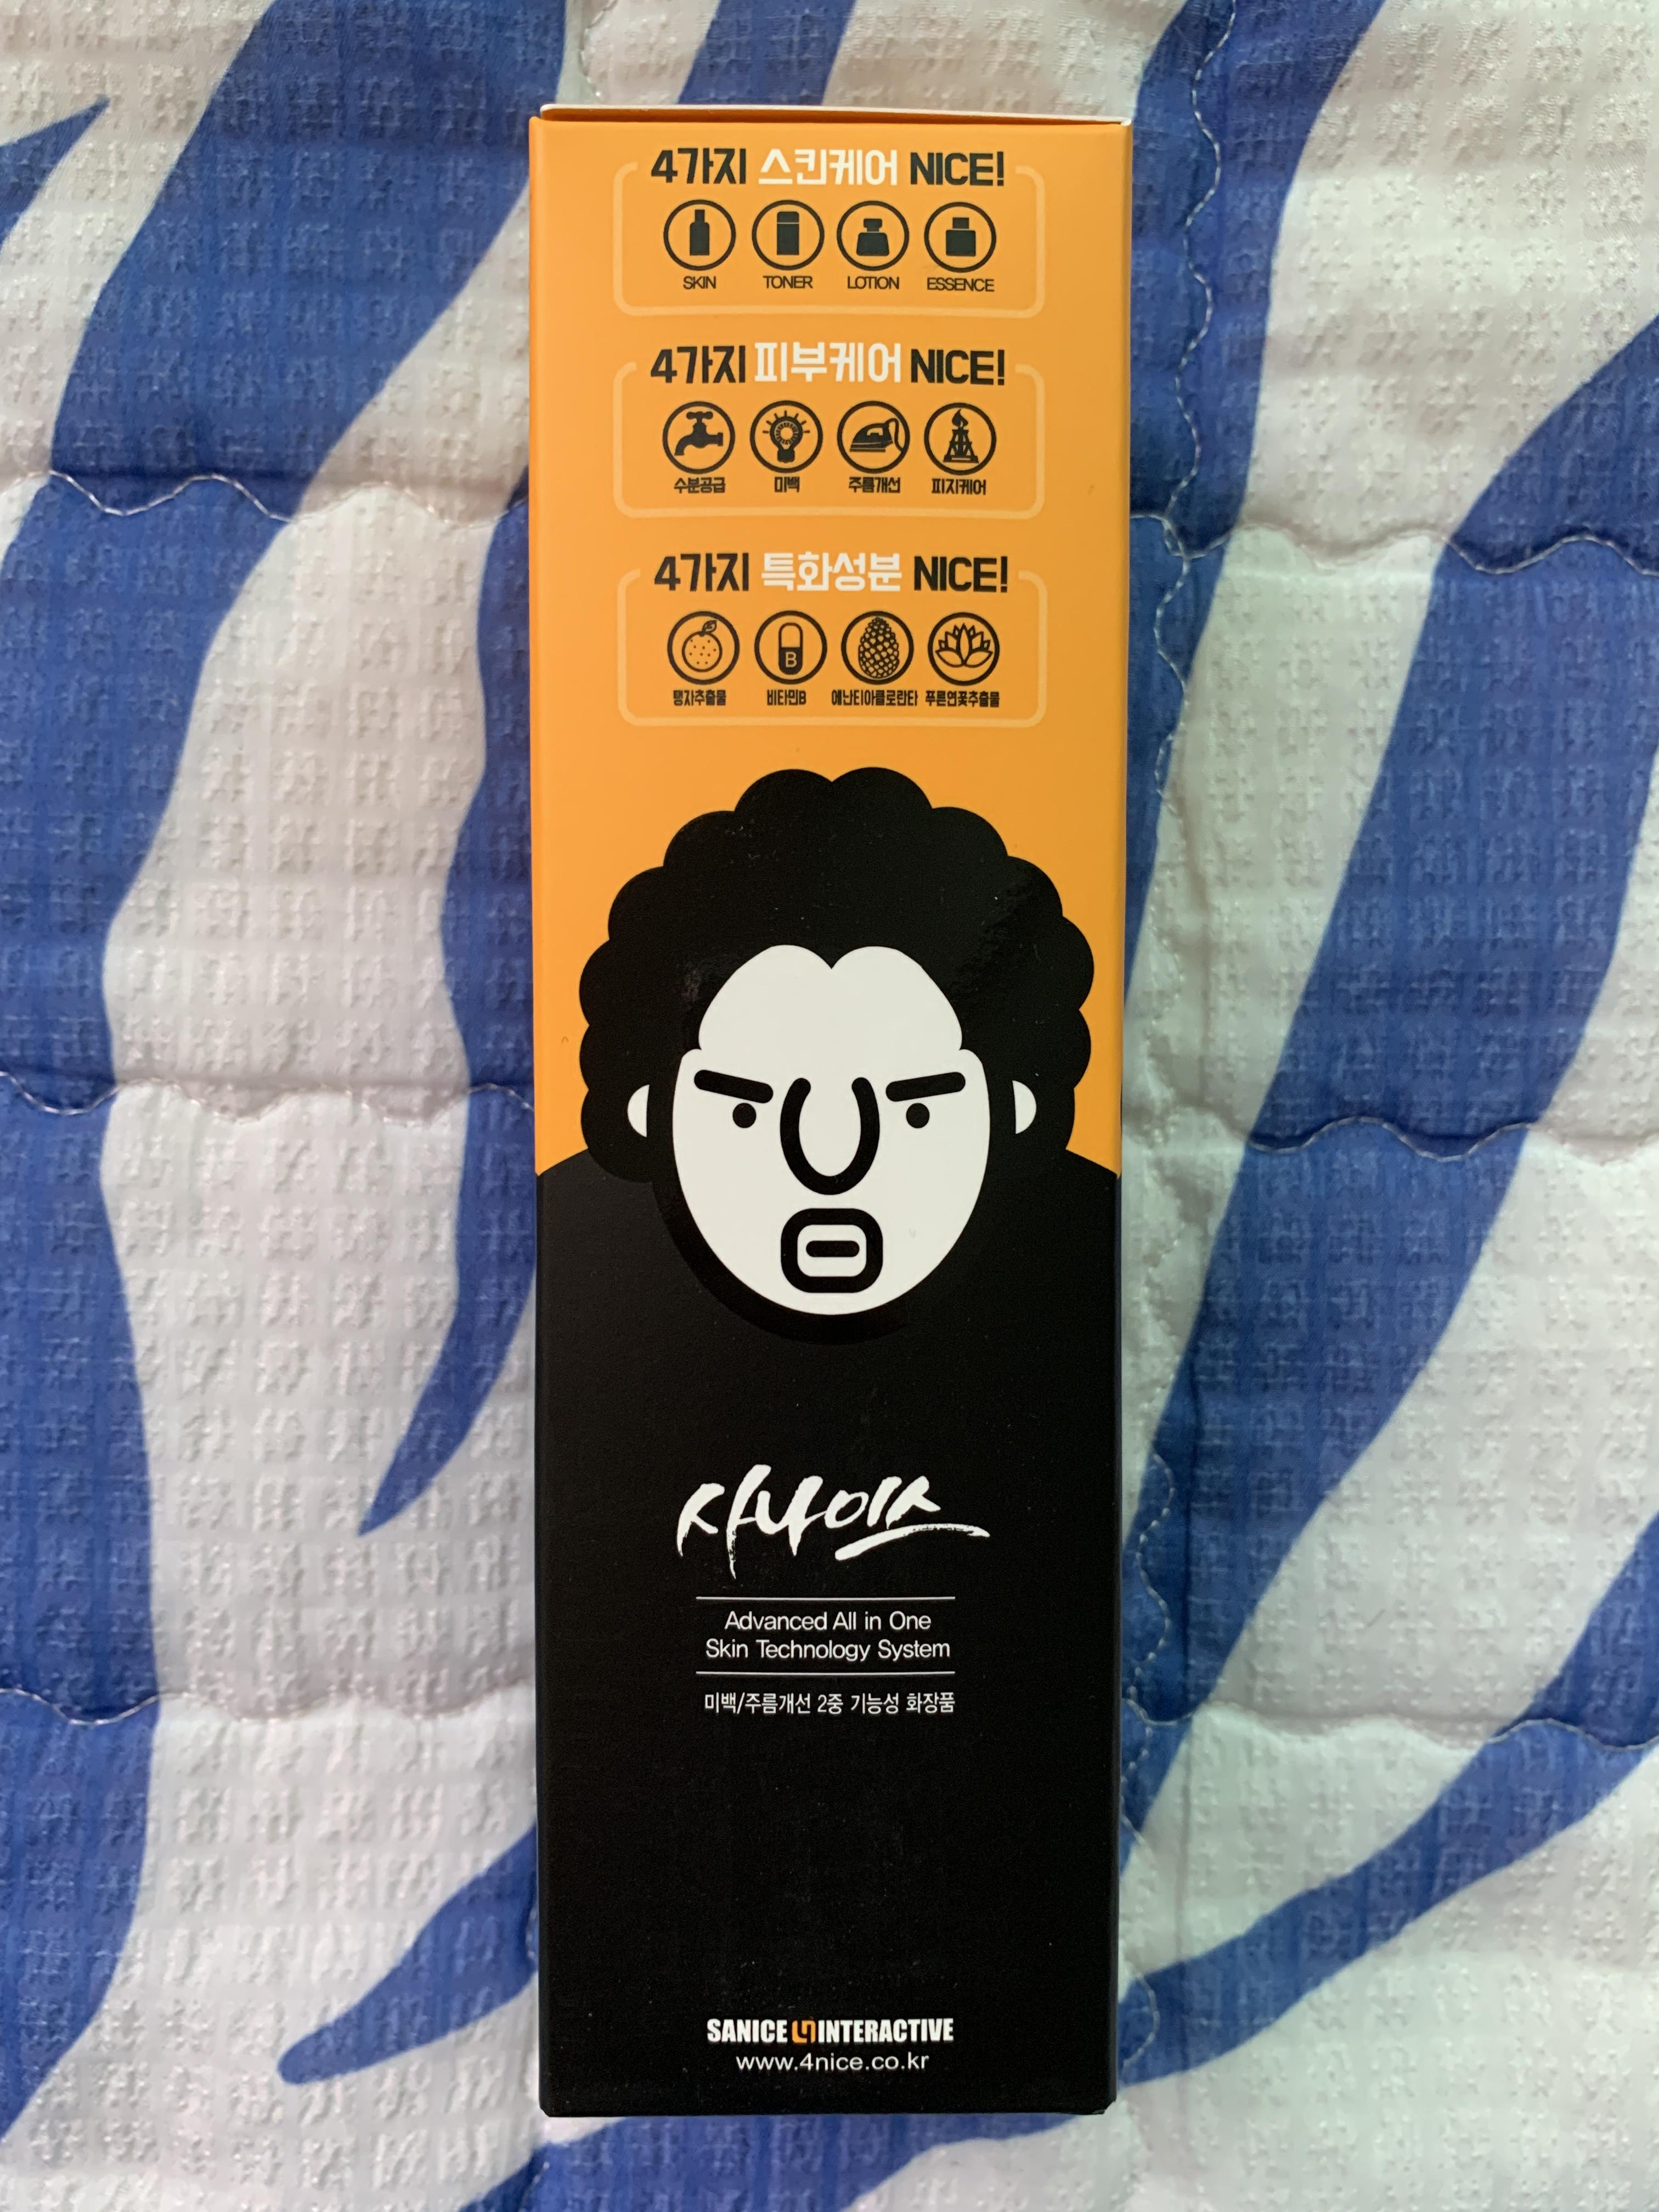 4가지 스킨케어 NICE!
SKIN TONER LOTION ESSENCE
4가지 피부케어 NICE!
수분공급 미백 주름개선 피지케어
4가지 특화성분 NICE!
B
탱자추출물 비타민B 에난티아클로란타 푸른연꽃추출물
사나이스
Advanced All in One
Skin Technology System
미백/주름개선 2중 기능성 화장품
SANICE INTERACTIVE
www.4nice.co.kr